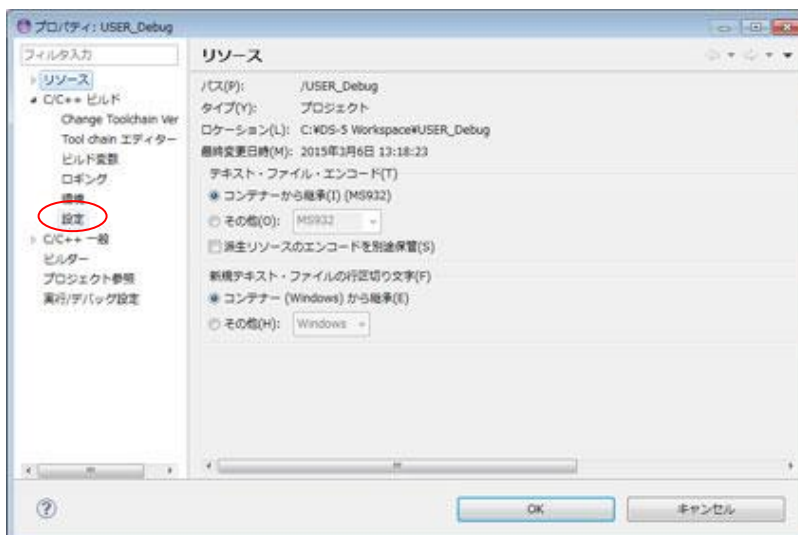 プロパティ: USER_Debug
フィルタ入力
リソース
C/C++ ビルド
Change Toolchain Ver
Tool chain エディター
ビルド変数
ロギング
環境
設定
C/C++ 一般
ビルダー
プロジェクト参照
実行/デバッグ設定
リソース
パス(P): /USER_Debug
タイプ(Y): プロジェクト
ロケーション(L): C:¥DS-5 Workspace¥USER_Debug
最終変更日時(M): 2015年3月6日 13:18:23
テキスト・ファイル・エンコード(T)
コンテナーから継承(I) (MS932)
その他(O): MS932
派生リソースのエンコードを別途保管(S)
新規テキスト・ファイルの行区切り文字(F)
コンテナー (Windows) から継承(E)
その他(H): Windows
OK
キャンセル